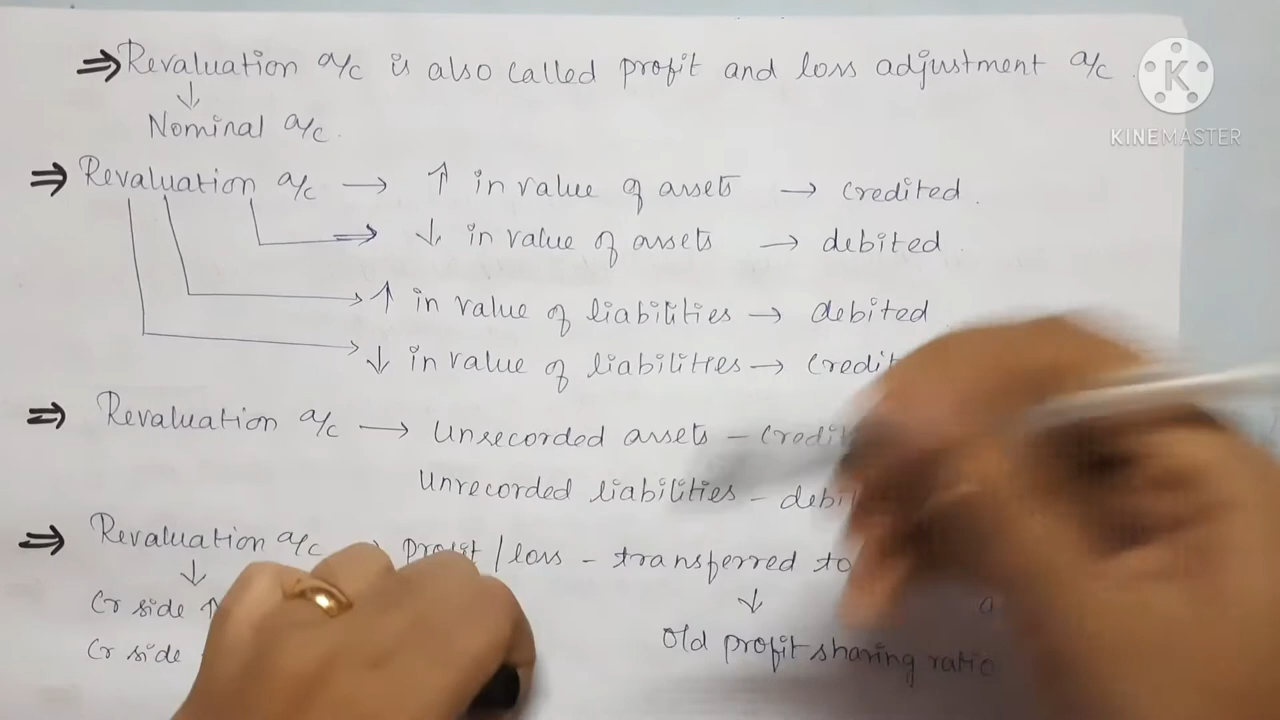 ⇒ Revaluation a/c is also called profit and loss adjustment a/c.
K
KINEMASTER
↓
Nominal a/c.
⇒ Revaluation a/c → ↑ in value of assets → credited.
⇒ ↓ in value of assets → debited.
→ ↑ in value of liabilities → debited
→ ↓ in value of liabilities → credit
⇒ Revaluation a/c → Unrecorded assets - credit
Unrecorded liabilities - debi
⇒ Revaluation a/c → profit / loss - transferred to
↓ ↓
Cr side ↑
Old profit sharing ratio
Cr side